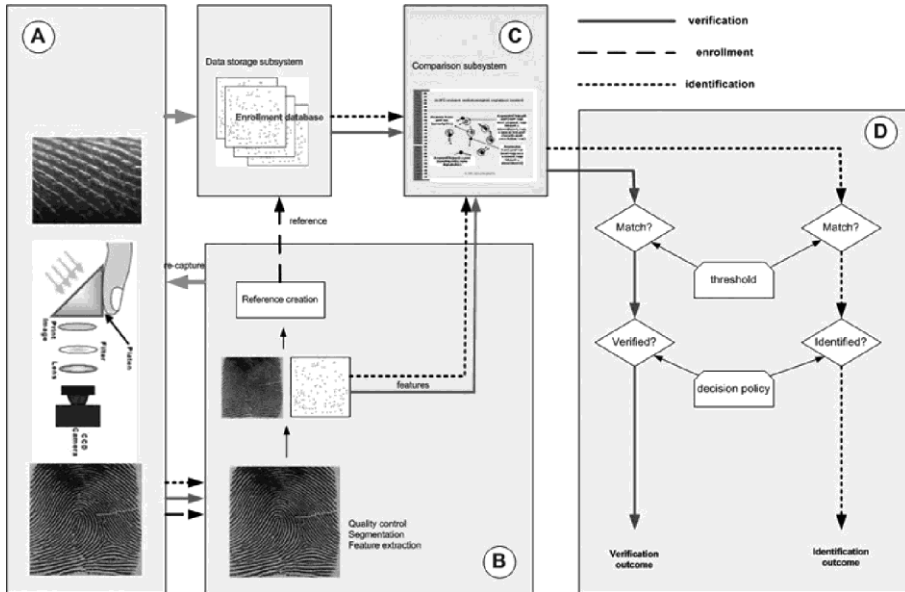 A
C
verification
enrollment
identification
Data storage subsystem
Comparison subsystem
Enrollment database
D
reference
Match?
Match?
re-capture
threshold
Reference creation
Print
image
Filter
Lens
Platen
Verified?
Identified?
features
decision policy
CCD
Camera
Quality control
Segmentation
Feature extraction
B
Verification
outcome
Identification
outcome